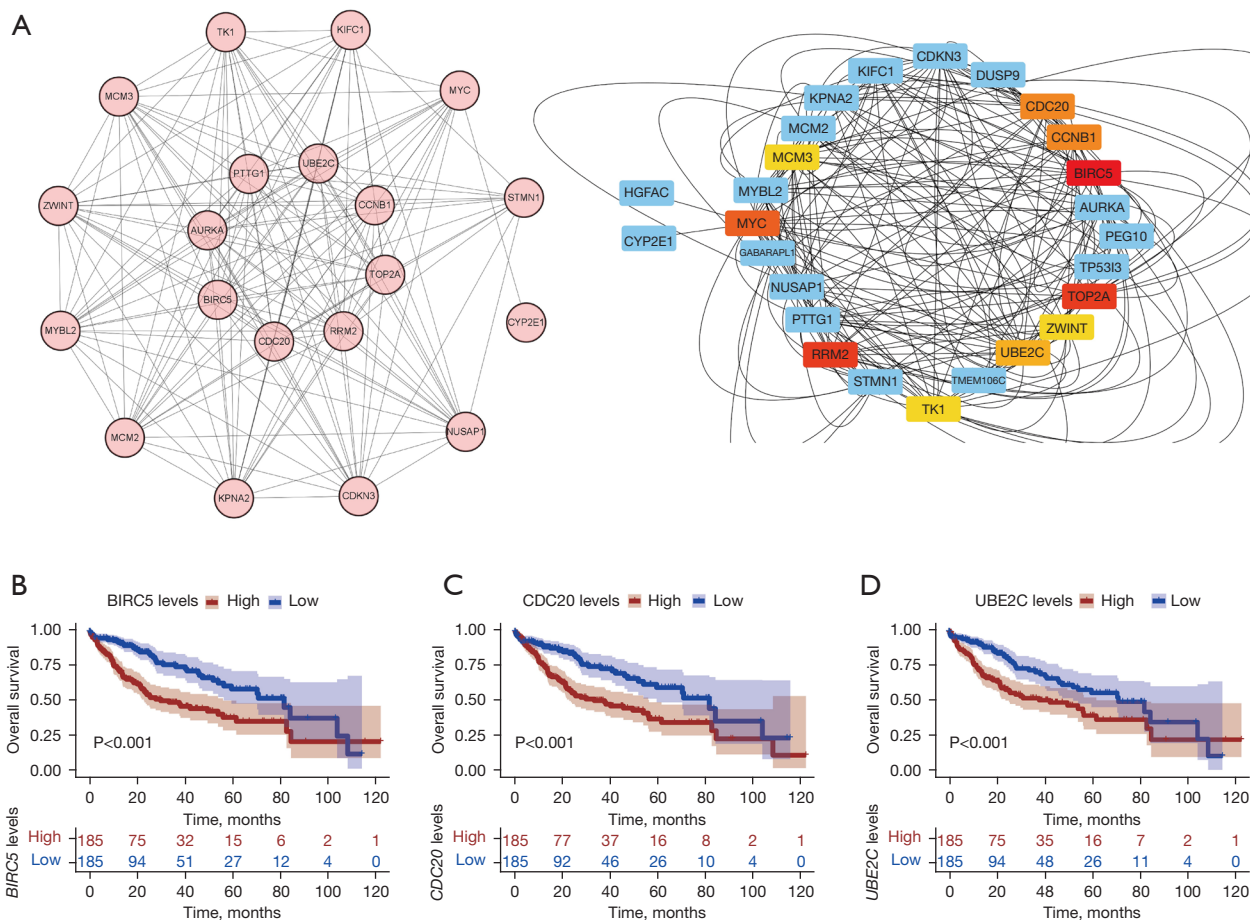 A
TK1
KIFC1
MCM3
MYC
UBE2C
PTTG1
ZWINT
CCNB1
STMN1
AURKA
TOP2A
BIRC5
CYP2E1
MYBL2
RRM2
CDC20
MCM2
NUSAP1
KPNA2
CDKN3
CDKN3
KIFC1
DUSP9
KPNA2
CDC20
MCM2
CCNB1
MCM3
BIRC5
HGFAC
MYBL2
AURKA
MYC
PEG10
CYP2E1
GABARAPL1
TP53I3
NUSAP1
TOP2A
PTTG1
ZWINT
RRM2
UBE2C
STMN1
TMEM106C
TK1
B
BIRC5 levels High Low
Overall survival
1.00
0.75
0.50
0.25
0.00
P<0.001
0 20 40 60 80 100 120
Time, months
BIRC5 levels
High 185 75 32 15 6 2 1
Low 185 94 51 27 12 4 0
0 20 40 60 80 100 120
Time, months
C
CDC20 levels High Low
Overall survival
1.00
0.75
0.50
0.25
0.00
P<0.001
0 20 40 60 80 100 120
Time, months
CDC20 levels
High 185 77 37 16 8 2 1
Low 185 92 46 26 10 4 0
0 20 40 60 80 100 120
Time, months
D
UBE2C levels High Low
Overall survival
1.00
0.75
0.50
0.25
0.00
P<0.001
0 20 40 60 80 100 120
Time, months
UBE2C levels
High 185 75 35 16 7 2 1
Low 185 94 48 26 11 4 0
0 20 48 60 80 100 120
Time, months